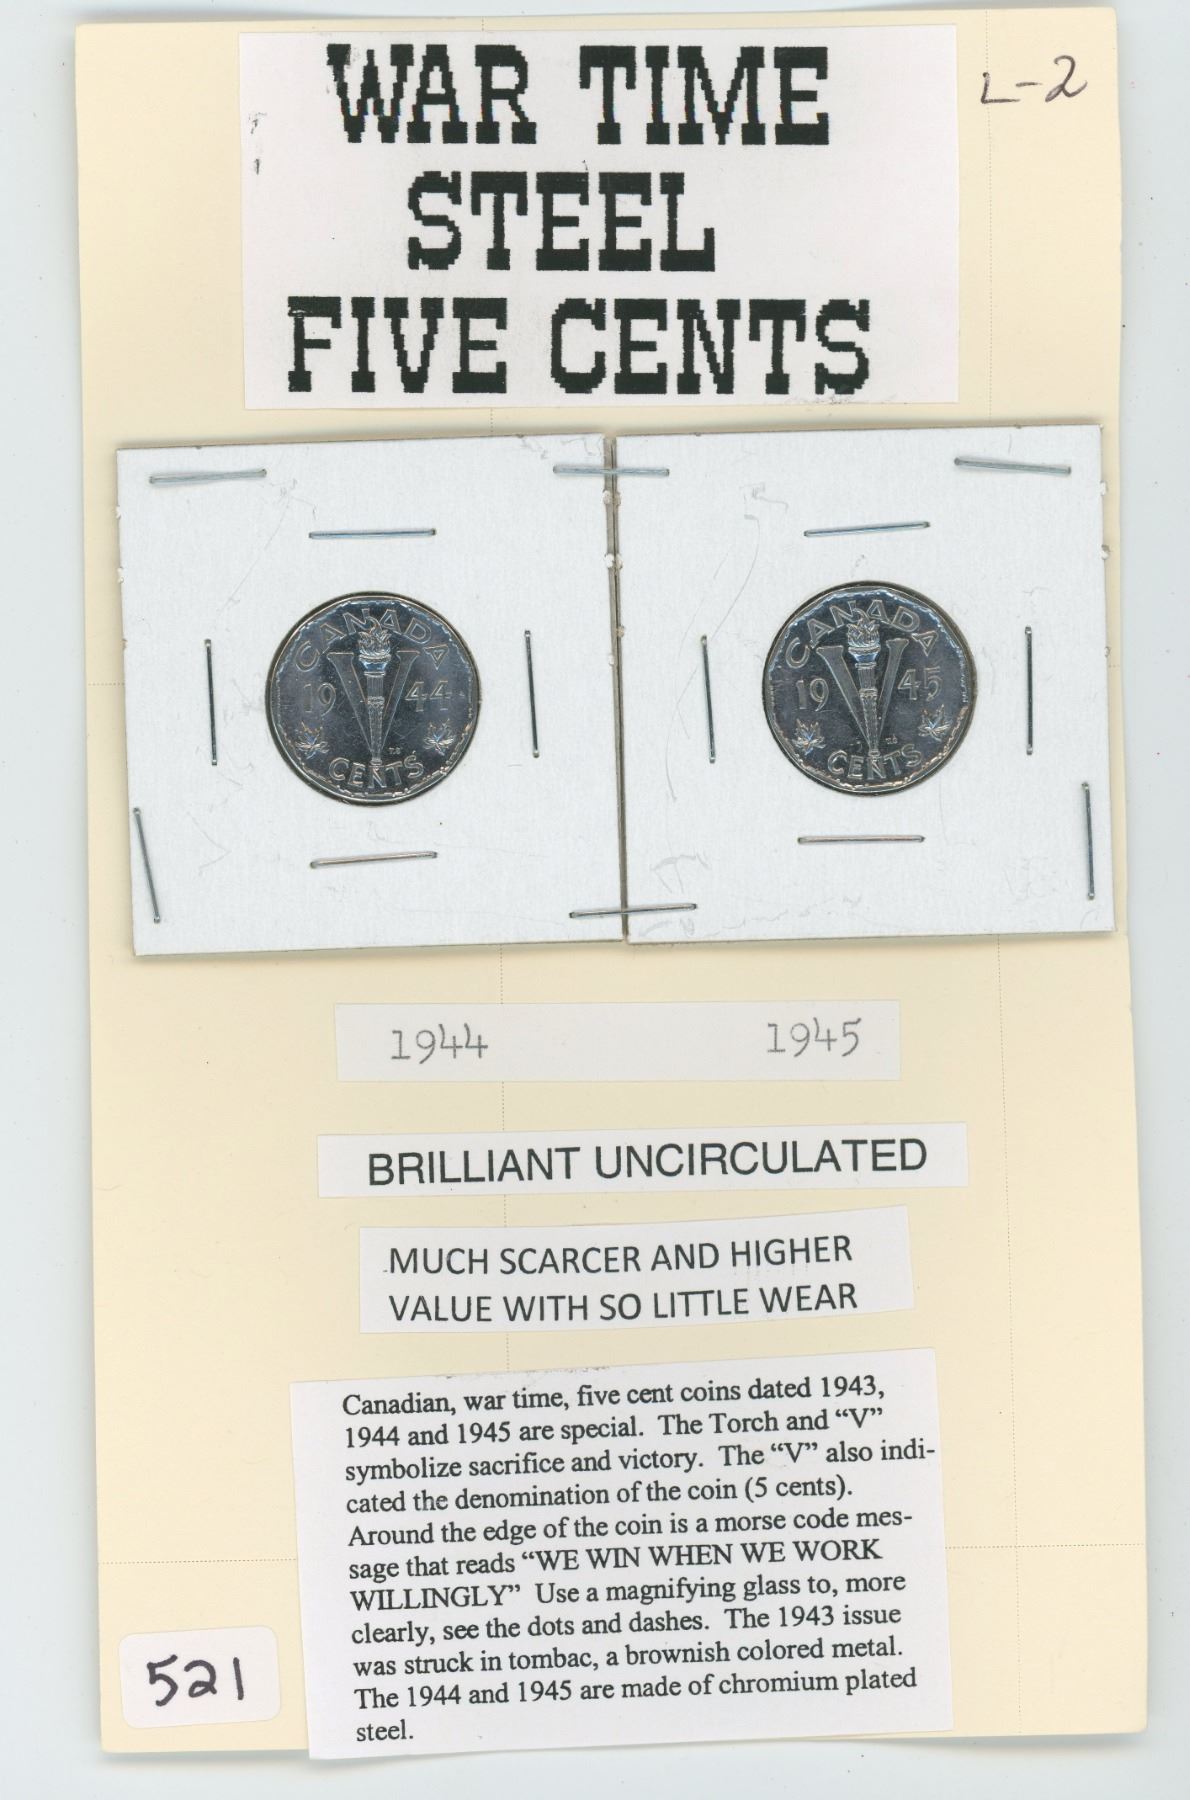 WAR TIME
STEEL
FIVE CENTS
L-2
CANADA
1944
CENTS
CANADA
1945
CENTS
1944 1945
BRILLIANT UNCIRCULATED
MUCH SCARCER AND HIGHER
VALUE WITH SO LITTLE WEAR
Canadian, war time, five cent coins dated 1943,
1944 and 1945 are special. The Torch and “V”
symbolize sacrifice and victory. The “V” also indi-
cated the denomination of the coin (5 cents).
Around the edge of the coin is a morse code mes-
sage that reads “WE WIN WHEN WE WORK
WILLINGLY” Use a magnifying glass to, more
clearly, see the dots and dashes. The 1943 issue
was struck in tombac, a brownish colored metal.
The 1944 and 1945 are made of chromium plated
steel.
521